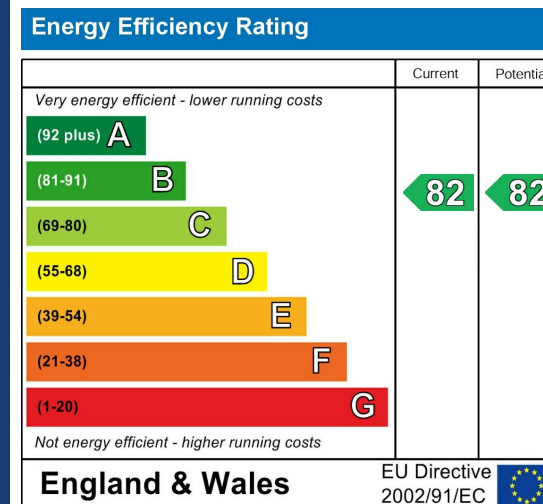 Energy Efficiency Rating
Current Potentia
Very energy efficient - lower running costs
(92 plus) A
(81-91) B
82 82
(69-80) C
(55-68) D
(39-54) E
(21-38) F
(1-20) G
Not energy efficient - higher running costs
England & Wales
EU Directive
2002/91/EC